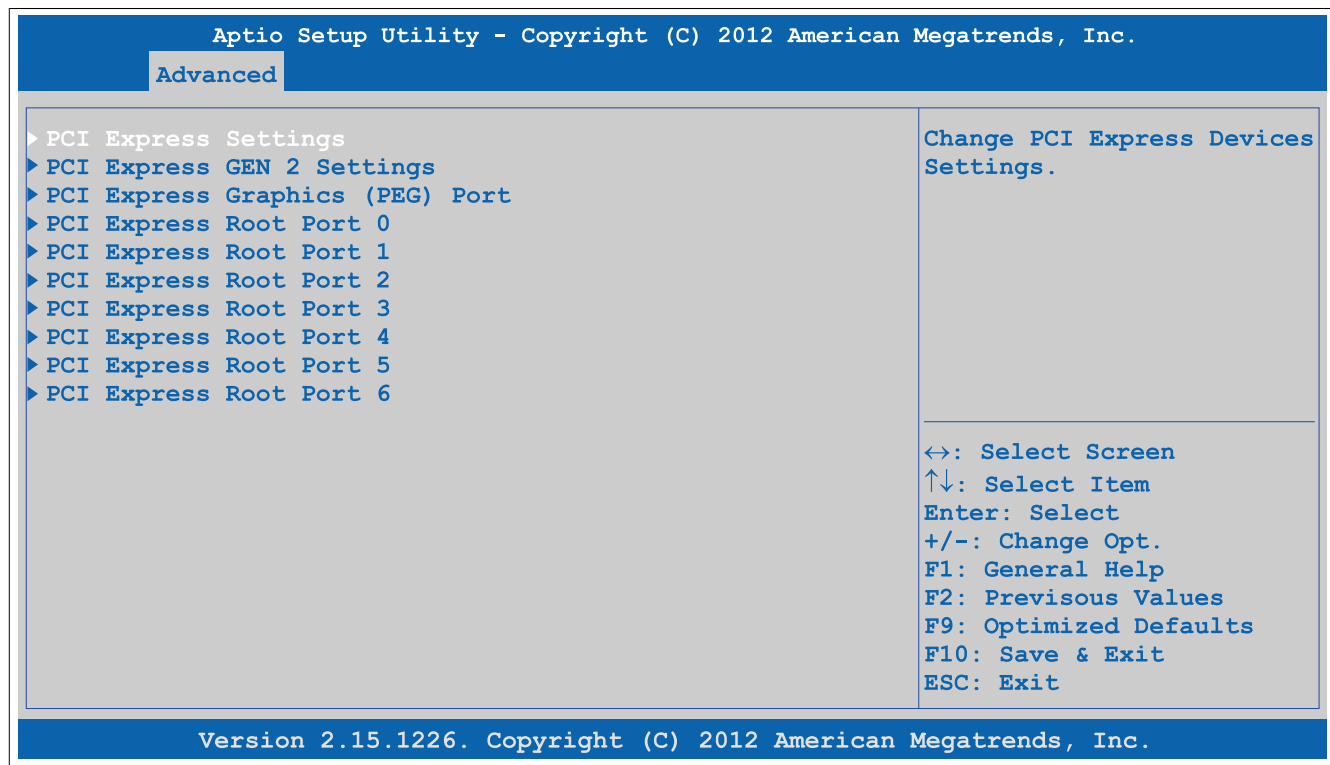 Aptio Setup Utility - Copyright (C) 2012 American Megatrends, Inc.
Advanced
PCI Express Settings
PCI Express GEN 2 Settings
PCI Express Graphics (PEG) Port
PCI Express Root Port 0
PCI Express Root Port 1
PCI Express Root Port 2
PCI Express Root Port 3
PCI Express Root Port 4
PCI Express Root Port 5
PCI Express Root Port 6
Change PCI Express Devices
Settings.
↔: Select Screen
↑↓: Select Item
Enter: Select
+/-: Change Opt.
F1: General Help
F2: Previsous Values
F9: Optimized Defaults
F10: Save & Exit
ESC: Exit
Version 2.15.1226. Copyright (C) 2012 American Megatrends, Inc.